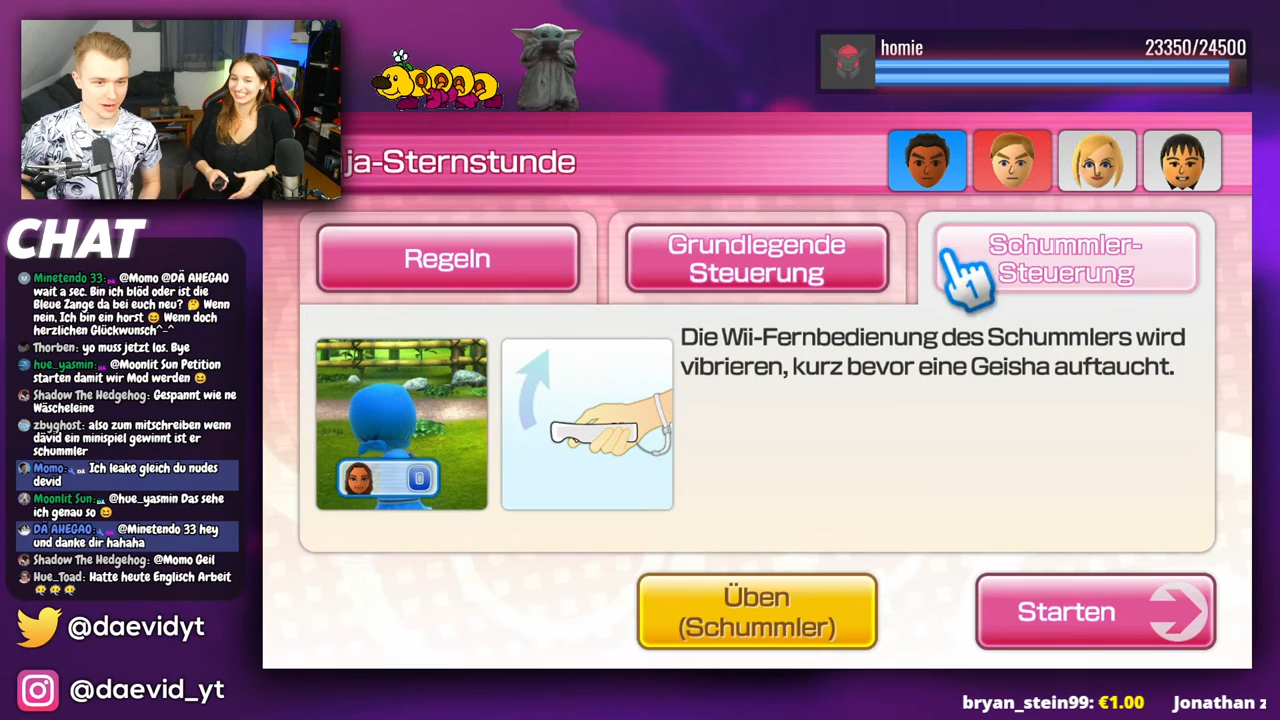 homie
23350/24500
ja-Sternstunde
Regeln
Grundlegende
Steuerung
Schummler-
Steuerung
1
Die Wii-Fernbedienung des Schummlers wird
vibrieren, kurz bevor eine Geisha auftaucht.
Üben
(Schummler)
Starten
CHAT
Minetendo 33: @Momo @DÄ AHEGAO
wait a sec. Bin ich blöd oder ist die
Bleue Zange da bei euch neu? 🤔 Wenn
nein, Ich bin ein horst 😆 Wenn doch
herzlichen Glückwunsch^-^
Thorben: yo muss jetzt los. Bye
hue_yasmin: @Moonlit Sun Petition
starten damit wir Mod werden 😆
Shadow The Hedgehog: Gespannt wie ne
Wäscheleine
zbyghost: also zum mitschreiben wenn
dävid ein minispiel gewinnt ist er
schummler
Momo: DÄ Ich leake gleich du nudes
devid
Moonlit Sun: DÄ @hue_yasmin Das sehe
ich genau so 😆
DÄ AHEGAO: @Minetendo 33 hey
und danke dir hahaha
Shadow The Hedgehog: @Momo Geil
Hue_Toad: Hatte heute Englisch Arbeit
@daevidyt
@daevid_yt
bryan_stein99: €1.00 Jonathan z